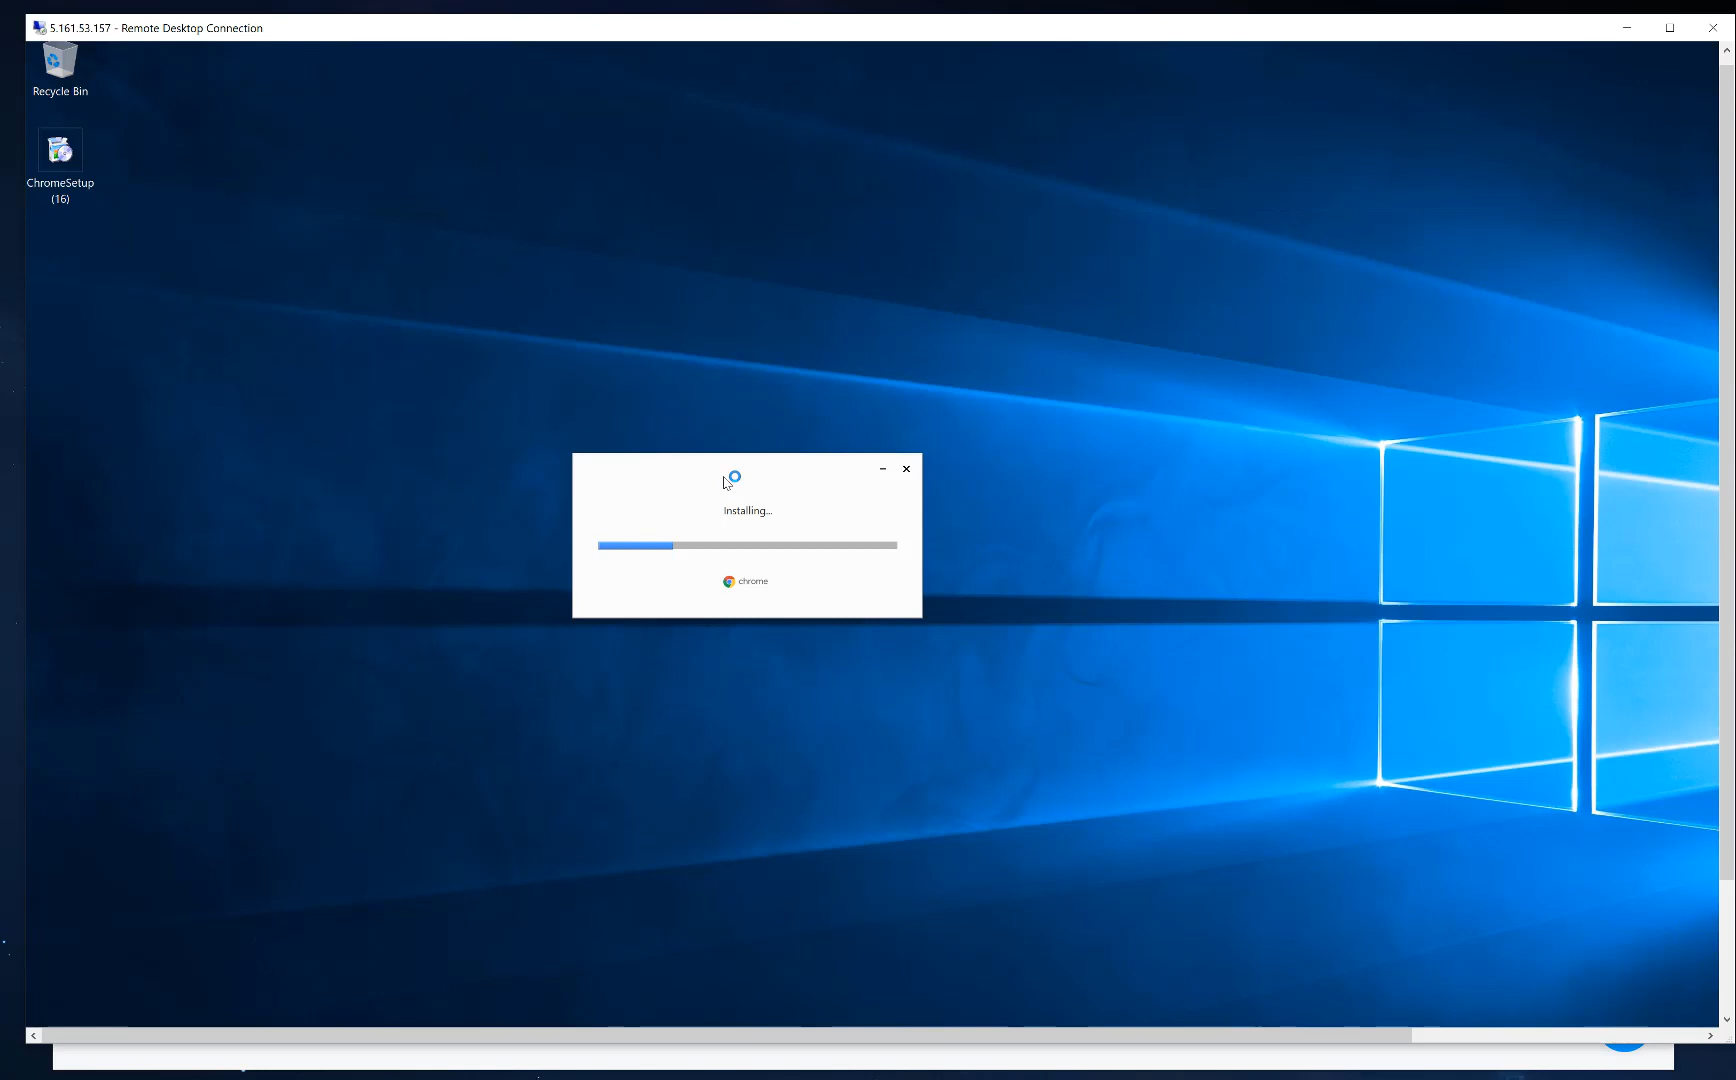 5.161.53.157 - Remote Desktop Connection
Recycle Bin
ChromeSetup
(16)
Installing...
chrome